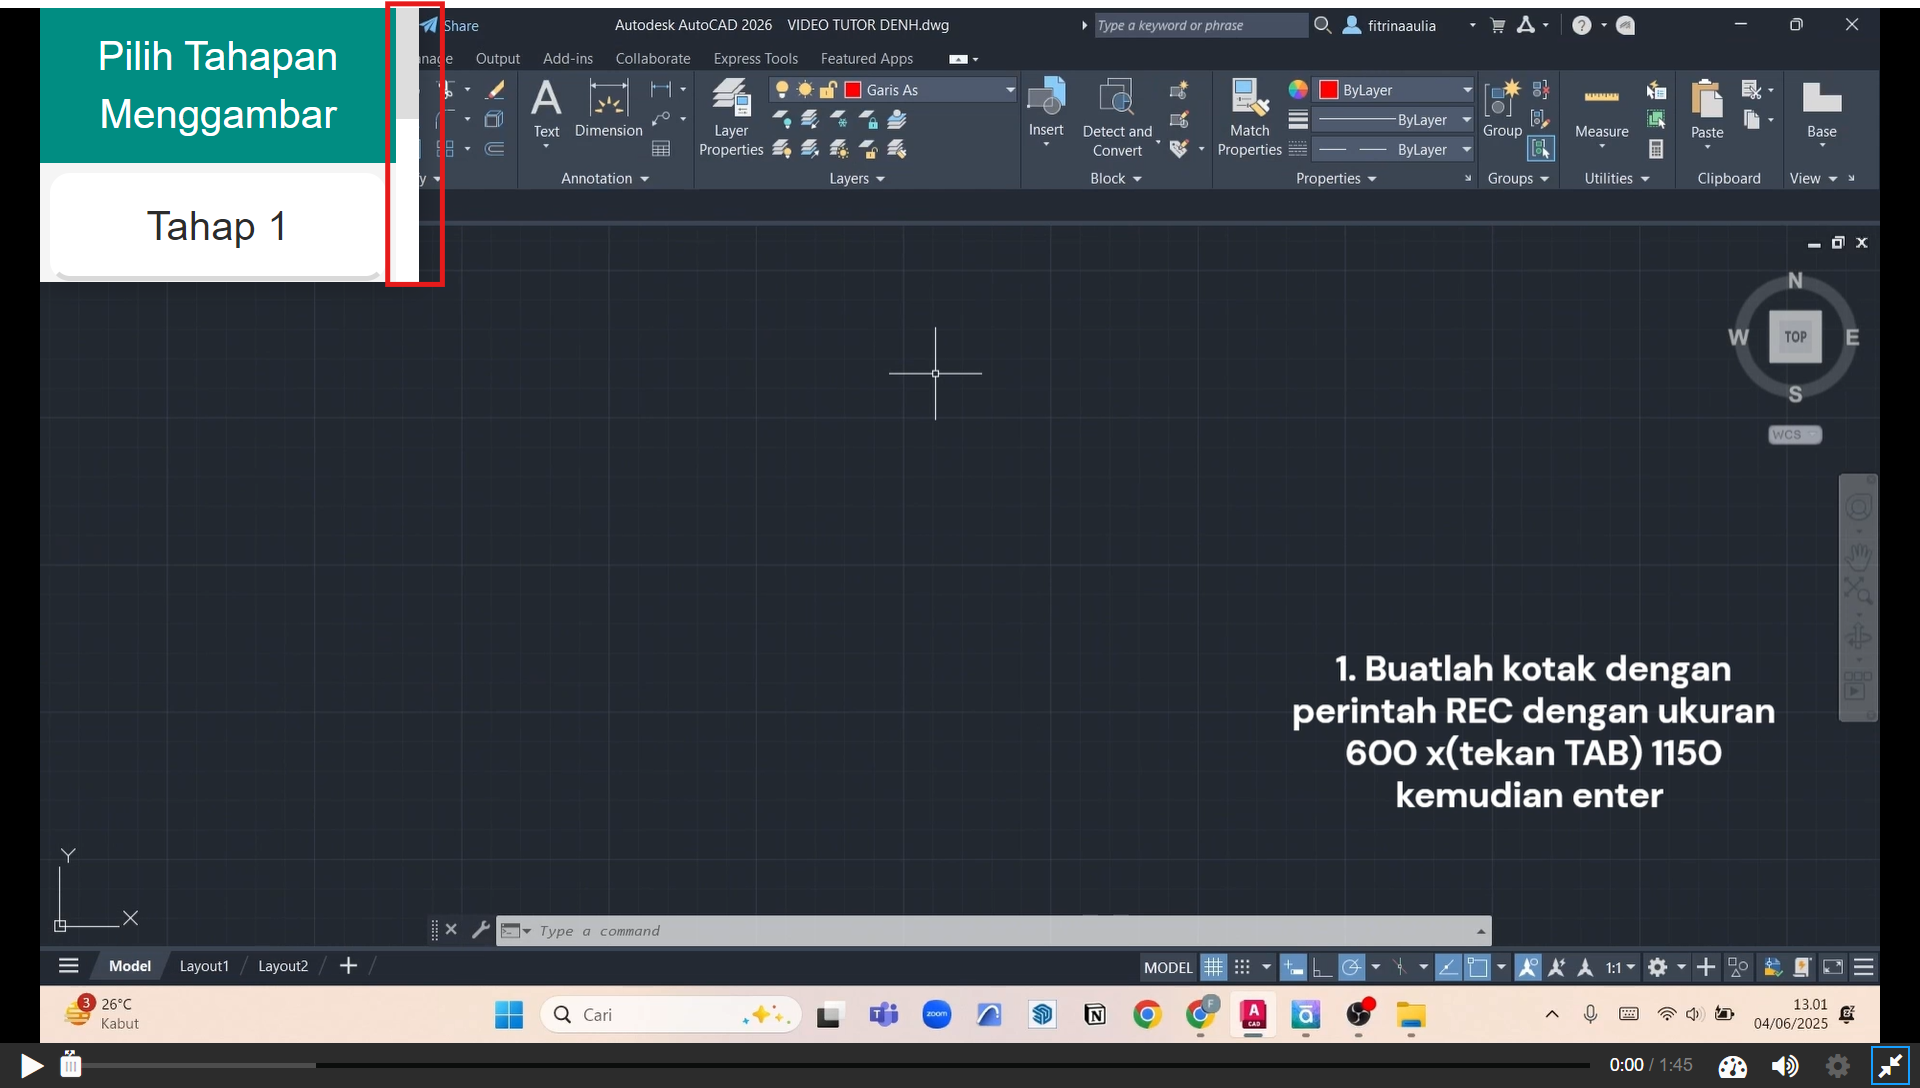 Pilih Tahapan
Menggambar
Tahap 1
Share
Autodesk AutoCAD 2026 VIDEO TUTOR DENH.dwg
Type a keyword or phrase
fitrinaaulia
Output Add-ins Collaborate Express Tools Featured Apps
Text
Dimension
Annotation
Layer
Properties
Garis As
Layers
Insert
Detect and
Convert
Block
Match
Properties
ByLayer
ByLayer
ByLayer
Properties
Group
Groups
Measure
Utilities
Paste
Clipboard
Base
View
N
W TOP E
S
WCS
1. Buatlah kotak dengan
perintah REC dengan ukuran
600 x(tekan TAB) 1150
kemudian enter
Y
X
Type a command
Model Layout1 Layout2
MODEL
1:1
3
26°C
Kabut
Cari
zoom
13.01
04/06/2025
0:00 / 1:45